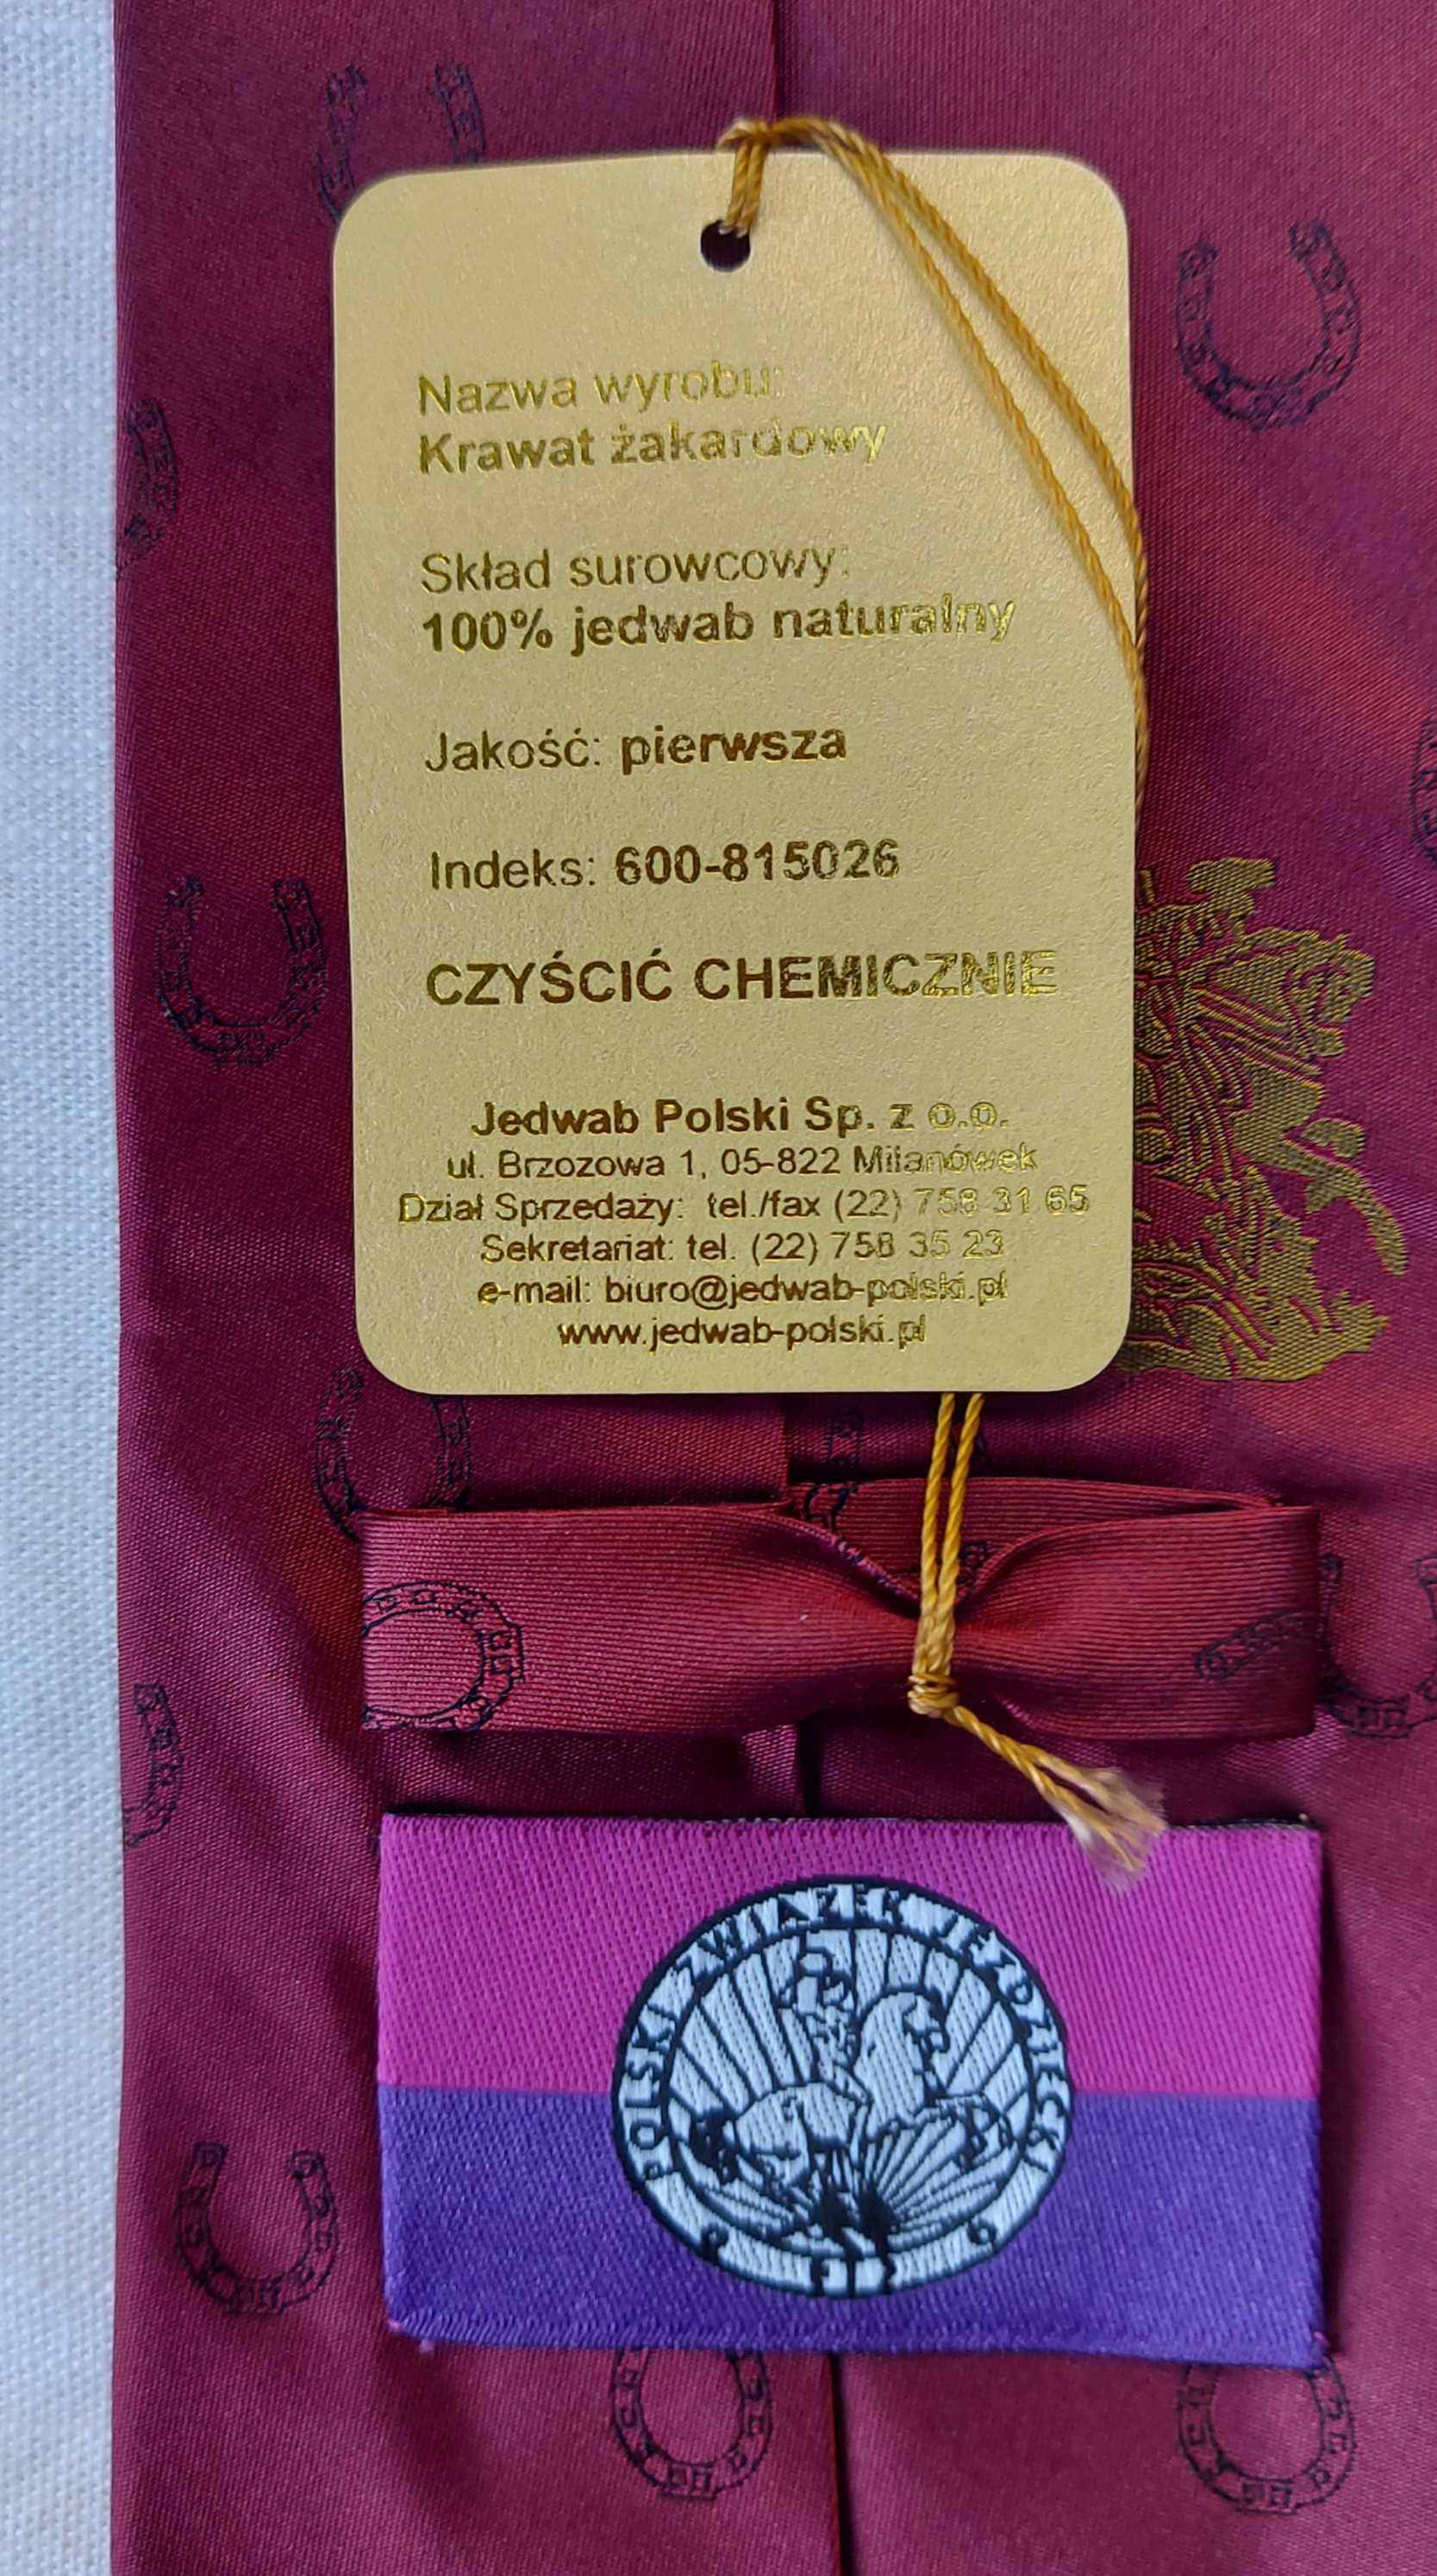 Nazwa wyrobu:
Krawat żakardowy
Skład surowcowy:
100% jedwab naturalny
Jakość: pierwsza
Indeks: 600-815026
CZYŚCIĆ CHEMICZNIE
Jedwab Polski Sp. z o.o.
ul. Brzozowa 1, 05-822 Milanówek
Dział Sprzedaży: tel./fax (22) 758 31 65
Sekretariat: tel. (22) 758 35 23
e-mail: biuro@jedwab-polski.pl
www.jedwab-polski.pl
POLSKI ZWIĄZEK JEŹDZIECKI